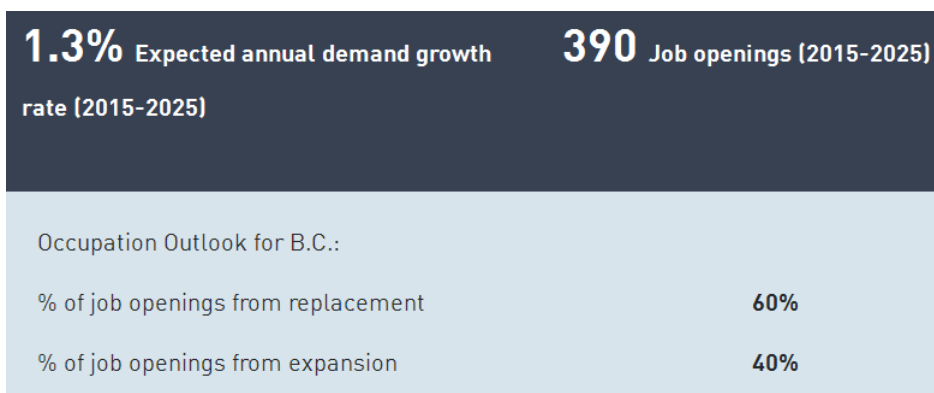 1.3% Expected annual demand growth 390 Job openings (2015-2025)
rate (2015-2025)
Occupation Outlook for B.C.:
% of job openings from replacement 60%
% of job openings from expansion 40%